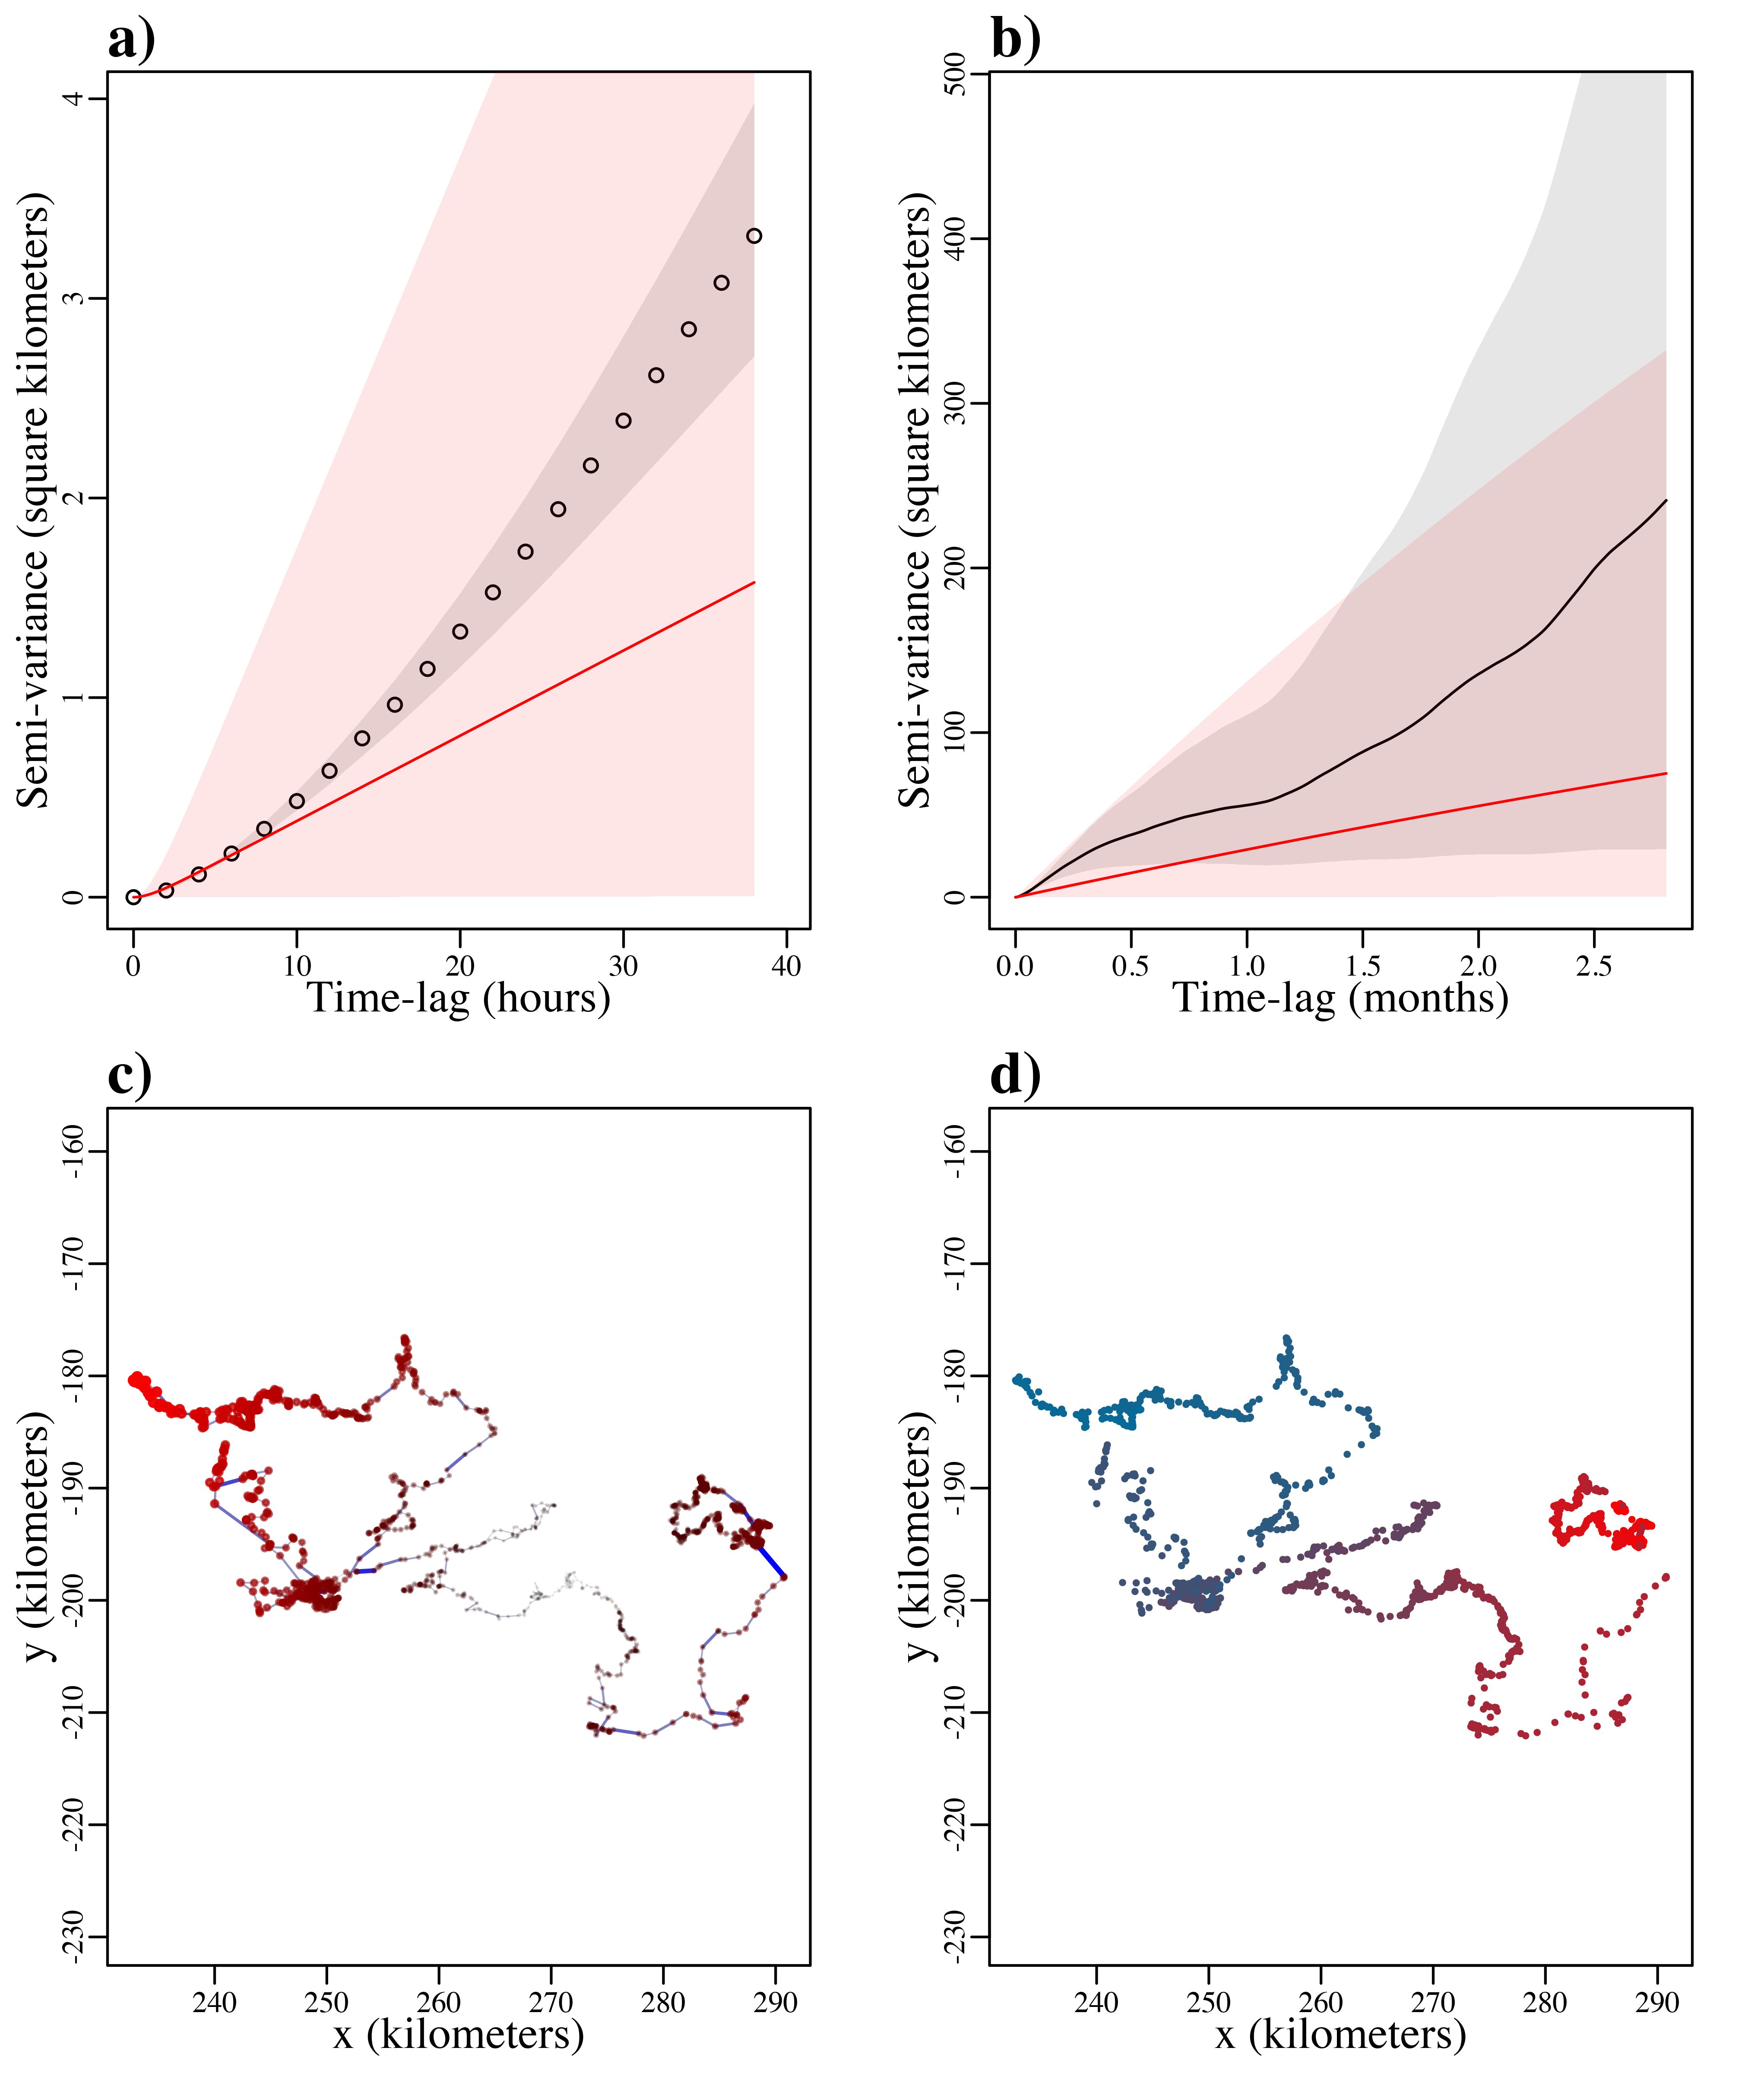 a)
Semi-variance (square kilometers)
4
3
2
1
0
0 10 20 30 40
Time-lag (hours)
b)
Semi-variance (square kilometers)
500
400
300
200
100
0
0.0 0.5 1.0 1.5 2.0 2.5
Time-lag (months)
c)
y (kilometers)
-160
-170
-180
-190
-200
-210
-220
-230
240 250 260 270 280 290
x (kilometers)
d)
y (kilometers)
-160
-170
-180
-190
-200
-210
-220
-230
240 250 260 270 280 290
x (kilometers)